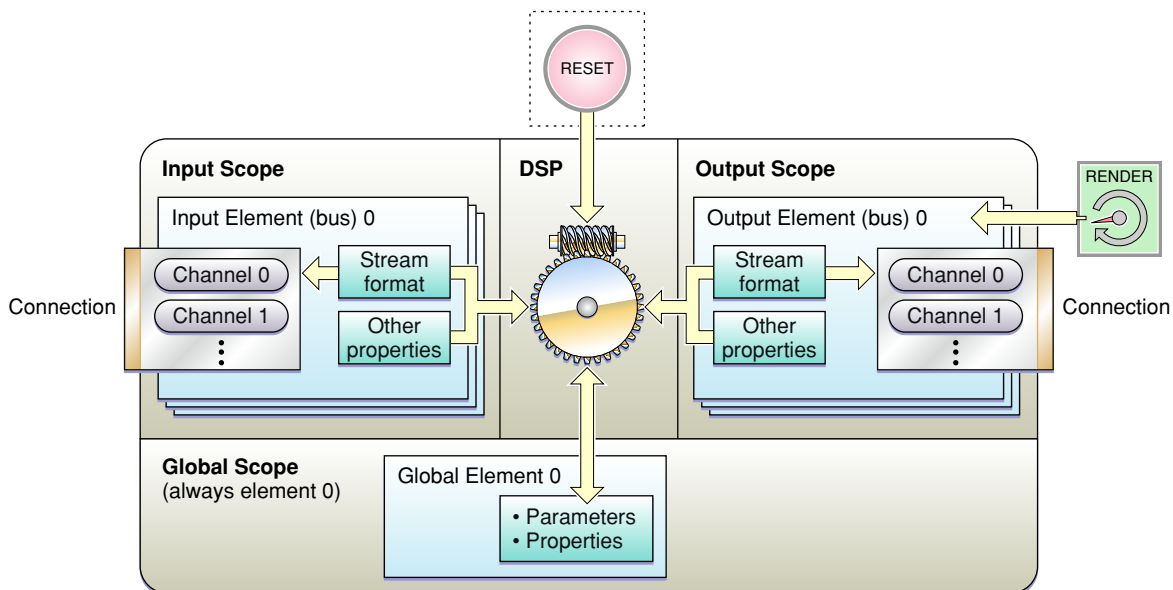 RESET
Input Scope
DSP
Output Scope
RENDER
Input Element (bus) 0
Output Element (bus) 0
Connection
Channel 0
Channel 1
Stream
format
Other
properties
Stream
format
Other
properties
Channel 0
Channel 1
Connection
Global Scope
(always element 0)
Global Element 0
• Parameters
• Properties